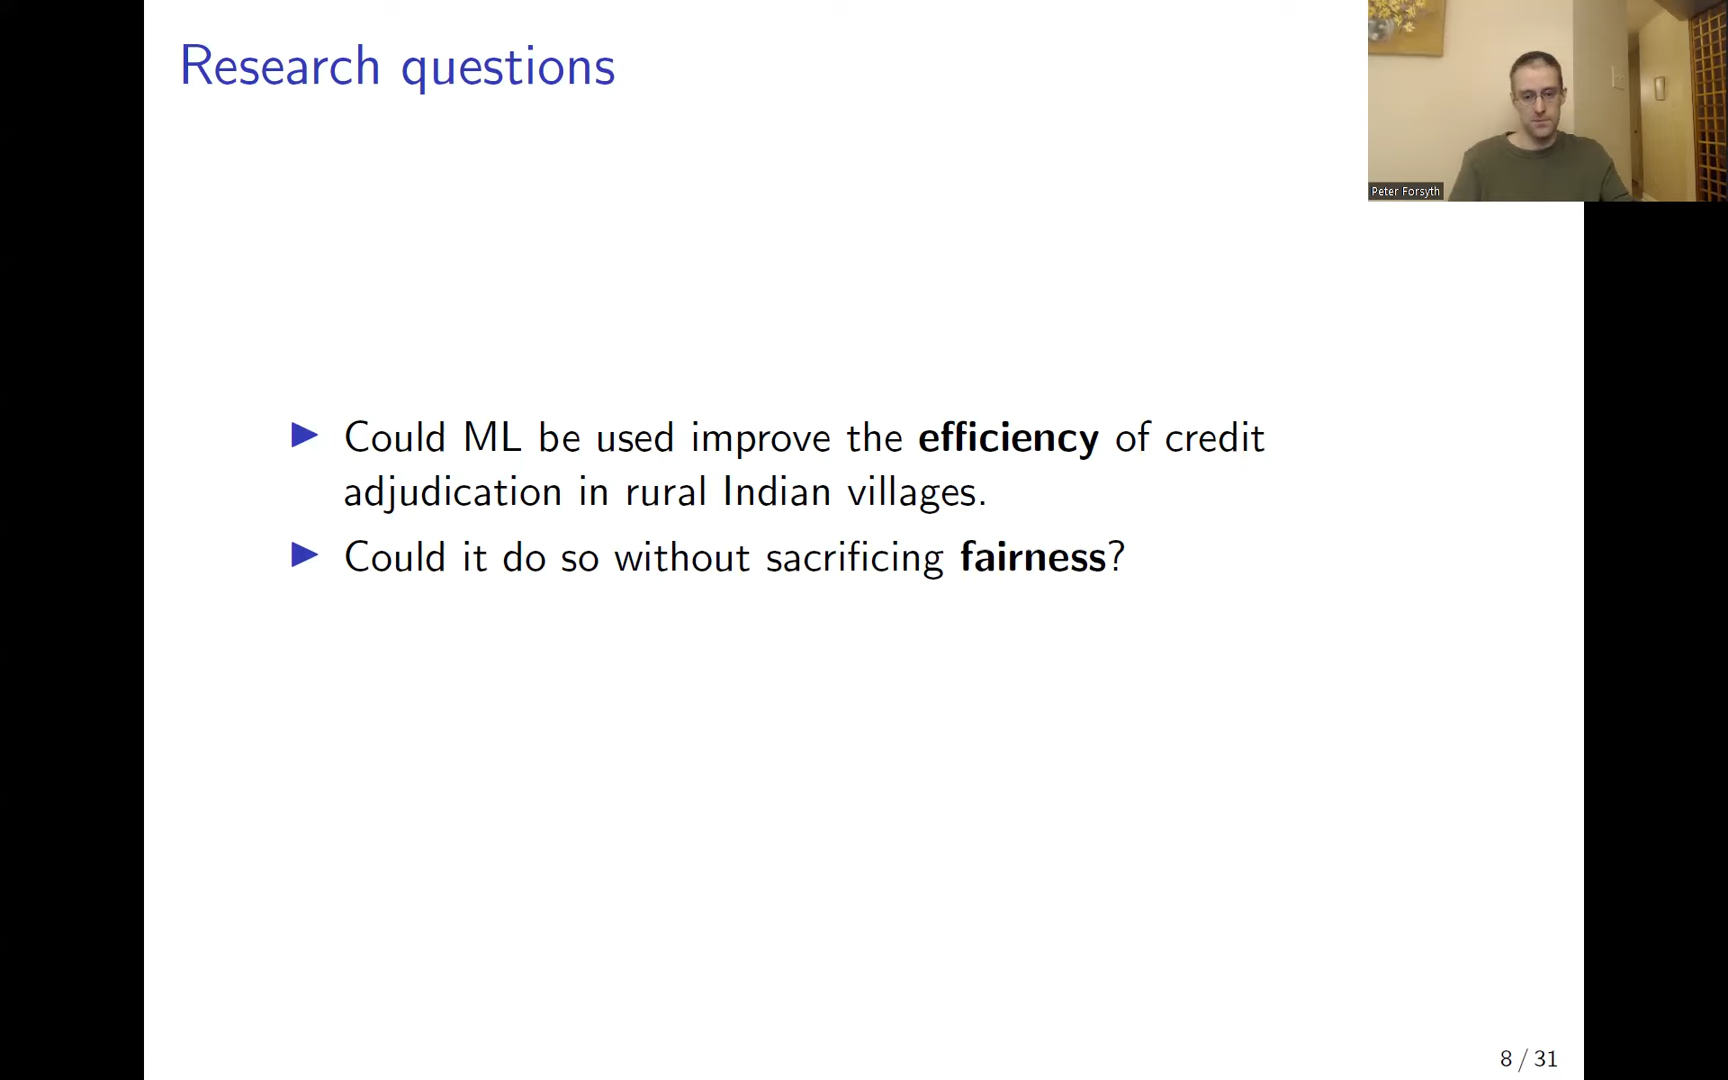 Research questions
Peter Forsyth
▶ Could ML be used improve the efficiency of credit
adjudication in rural Indian villages.
▶ Could it do so without sacrificing fairness?
8 / 31